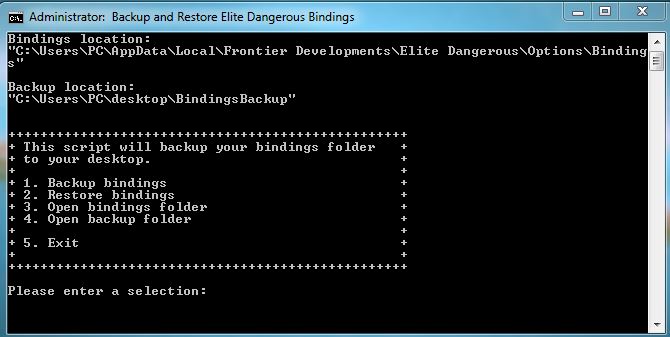 Administrator: Backup and Restore Elite Dangerous Bindings
Bindings location:
"C:\Users\PC\AppData\Local\Frontier Developments\Elite Dangerous\Options\Binding
s"
Backup location:
"C:\Users\PC\desktop\BindingsBackup"
++++++++++++++++++++++++++++++++++++++++++++++++++
+ This script will backup your bindings folder   +
+ to your desktop.                               +
+                                                +
+ 1. Backup bindings                             +
+ 2. Restore bindings                            +
+ 3. Open bindings folder                        +
+ 4. Open backup folder                          +
+                                                +
+ 5. Exit                                        +
+                                                +
++++++++++++++++++++++++++++++++++++++++++++++++++
Please enter a selection: